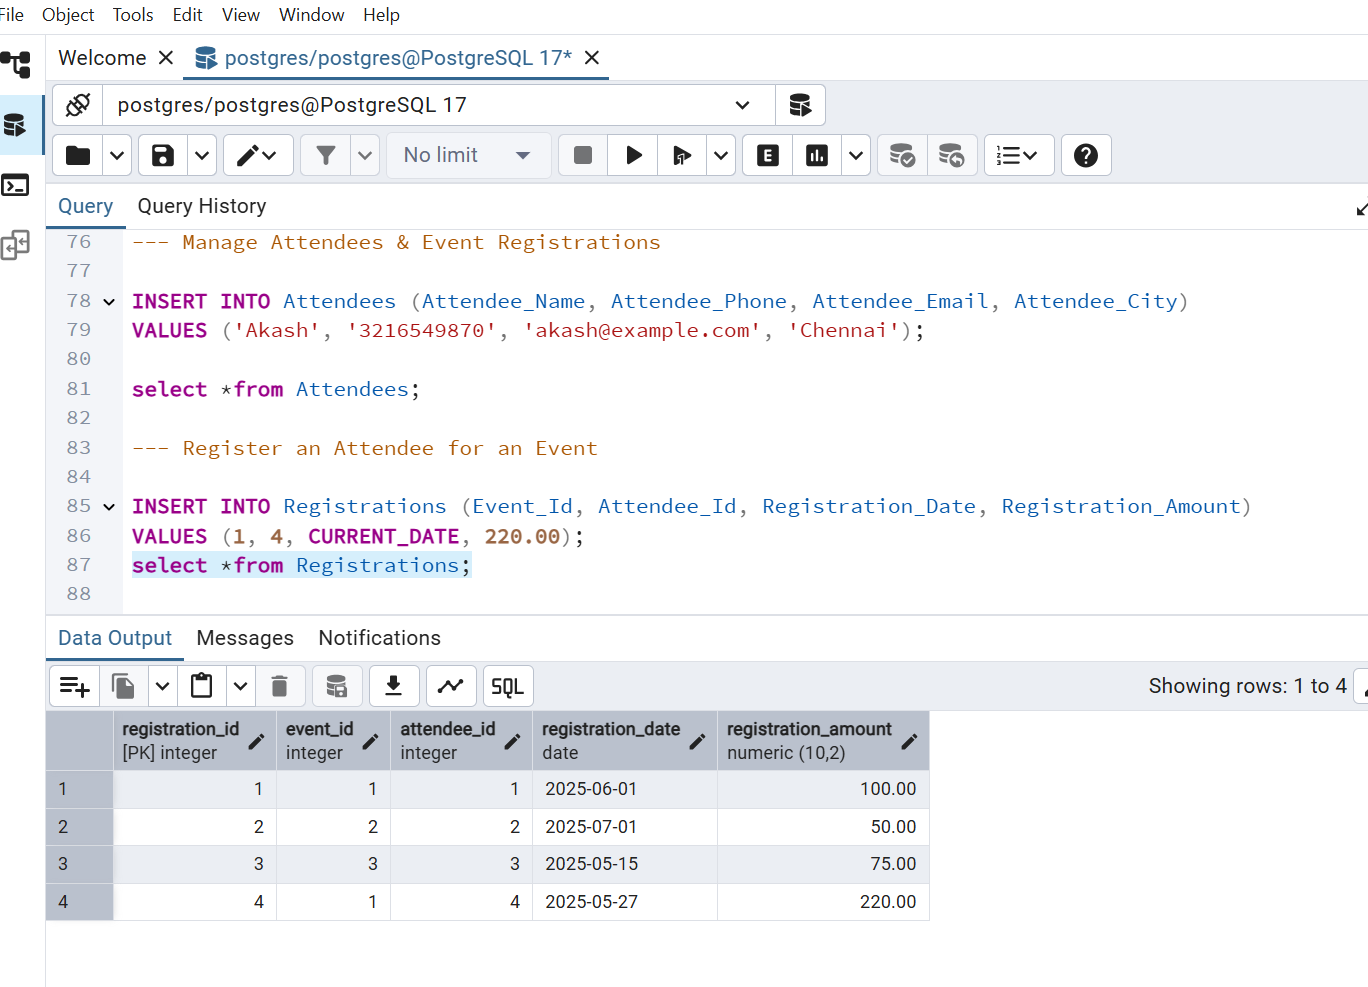 File Object Tools Edit View Window Help
Welcome postgres/postgres@PostgreSQL 17*
postgres/postgres@PostgreSQL 17
No limit
Query Query History
76 --- Manage Attendees & Event Registrations
77
78 INSERT INTO Attendees (Attendee_Name, Attendee_Phone, Attendee_Email, Attendee_City)
79 VALUES ('Akash', '3216549870', 'akash@example.com', 'Chennai');
80
81 select *from Attendees;
82
83 --- Register an Attendee for an Event
84
85 INSERT INTO Registrations (Event_Id, Attendee_Id, Registration_Date, Registration_Amount)
86 VALUES (1, 4, CURRENT_DATE, 220.00);
87 select *from Registrations;
88
Data Output Messages Notifications
SQL Showing rows: 1 to 4
registration_id event_id attendee_id registration_date registration_amount
[PK] integer integer integer date numeric (10,2)
1 1 1 1 2025-06-01 100.00
2 2 2 2 2025-07-01 50.00
3 3 3 3 2025-05-15 75.00
4 4 1 4 2025-05-27 220.00